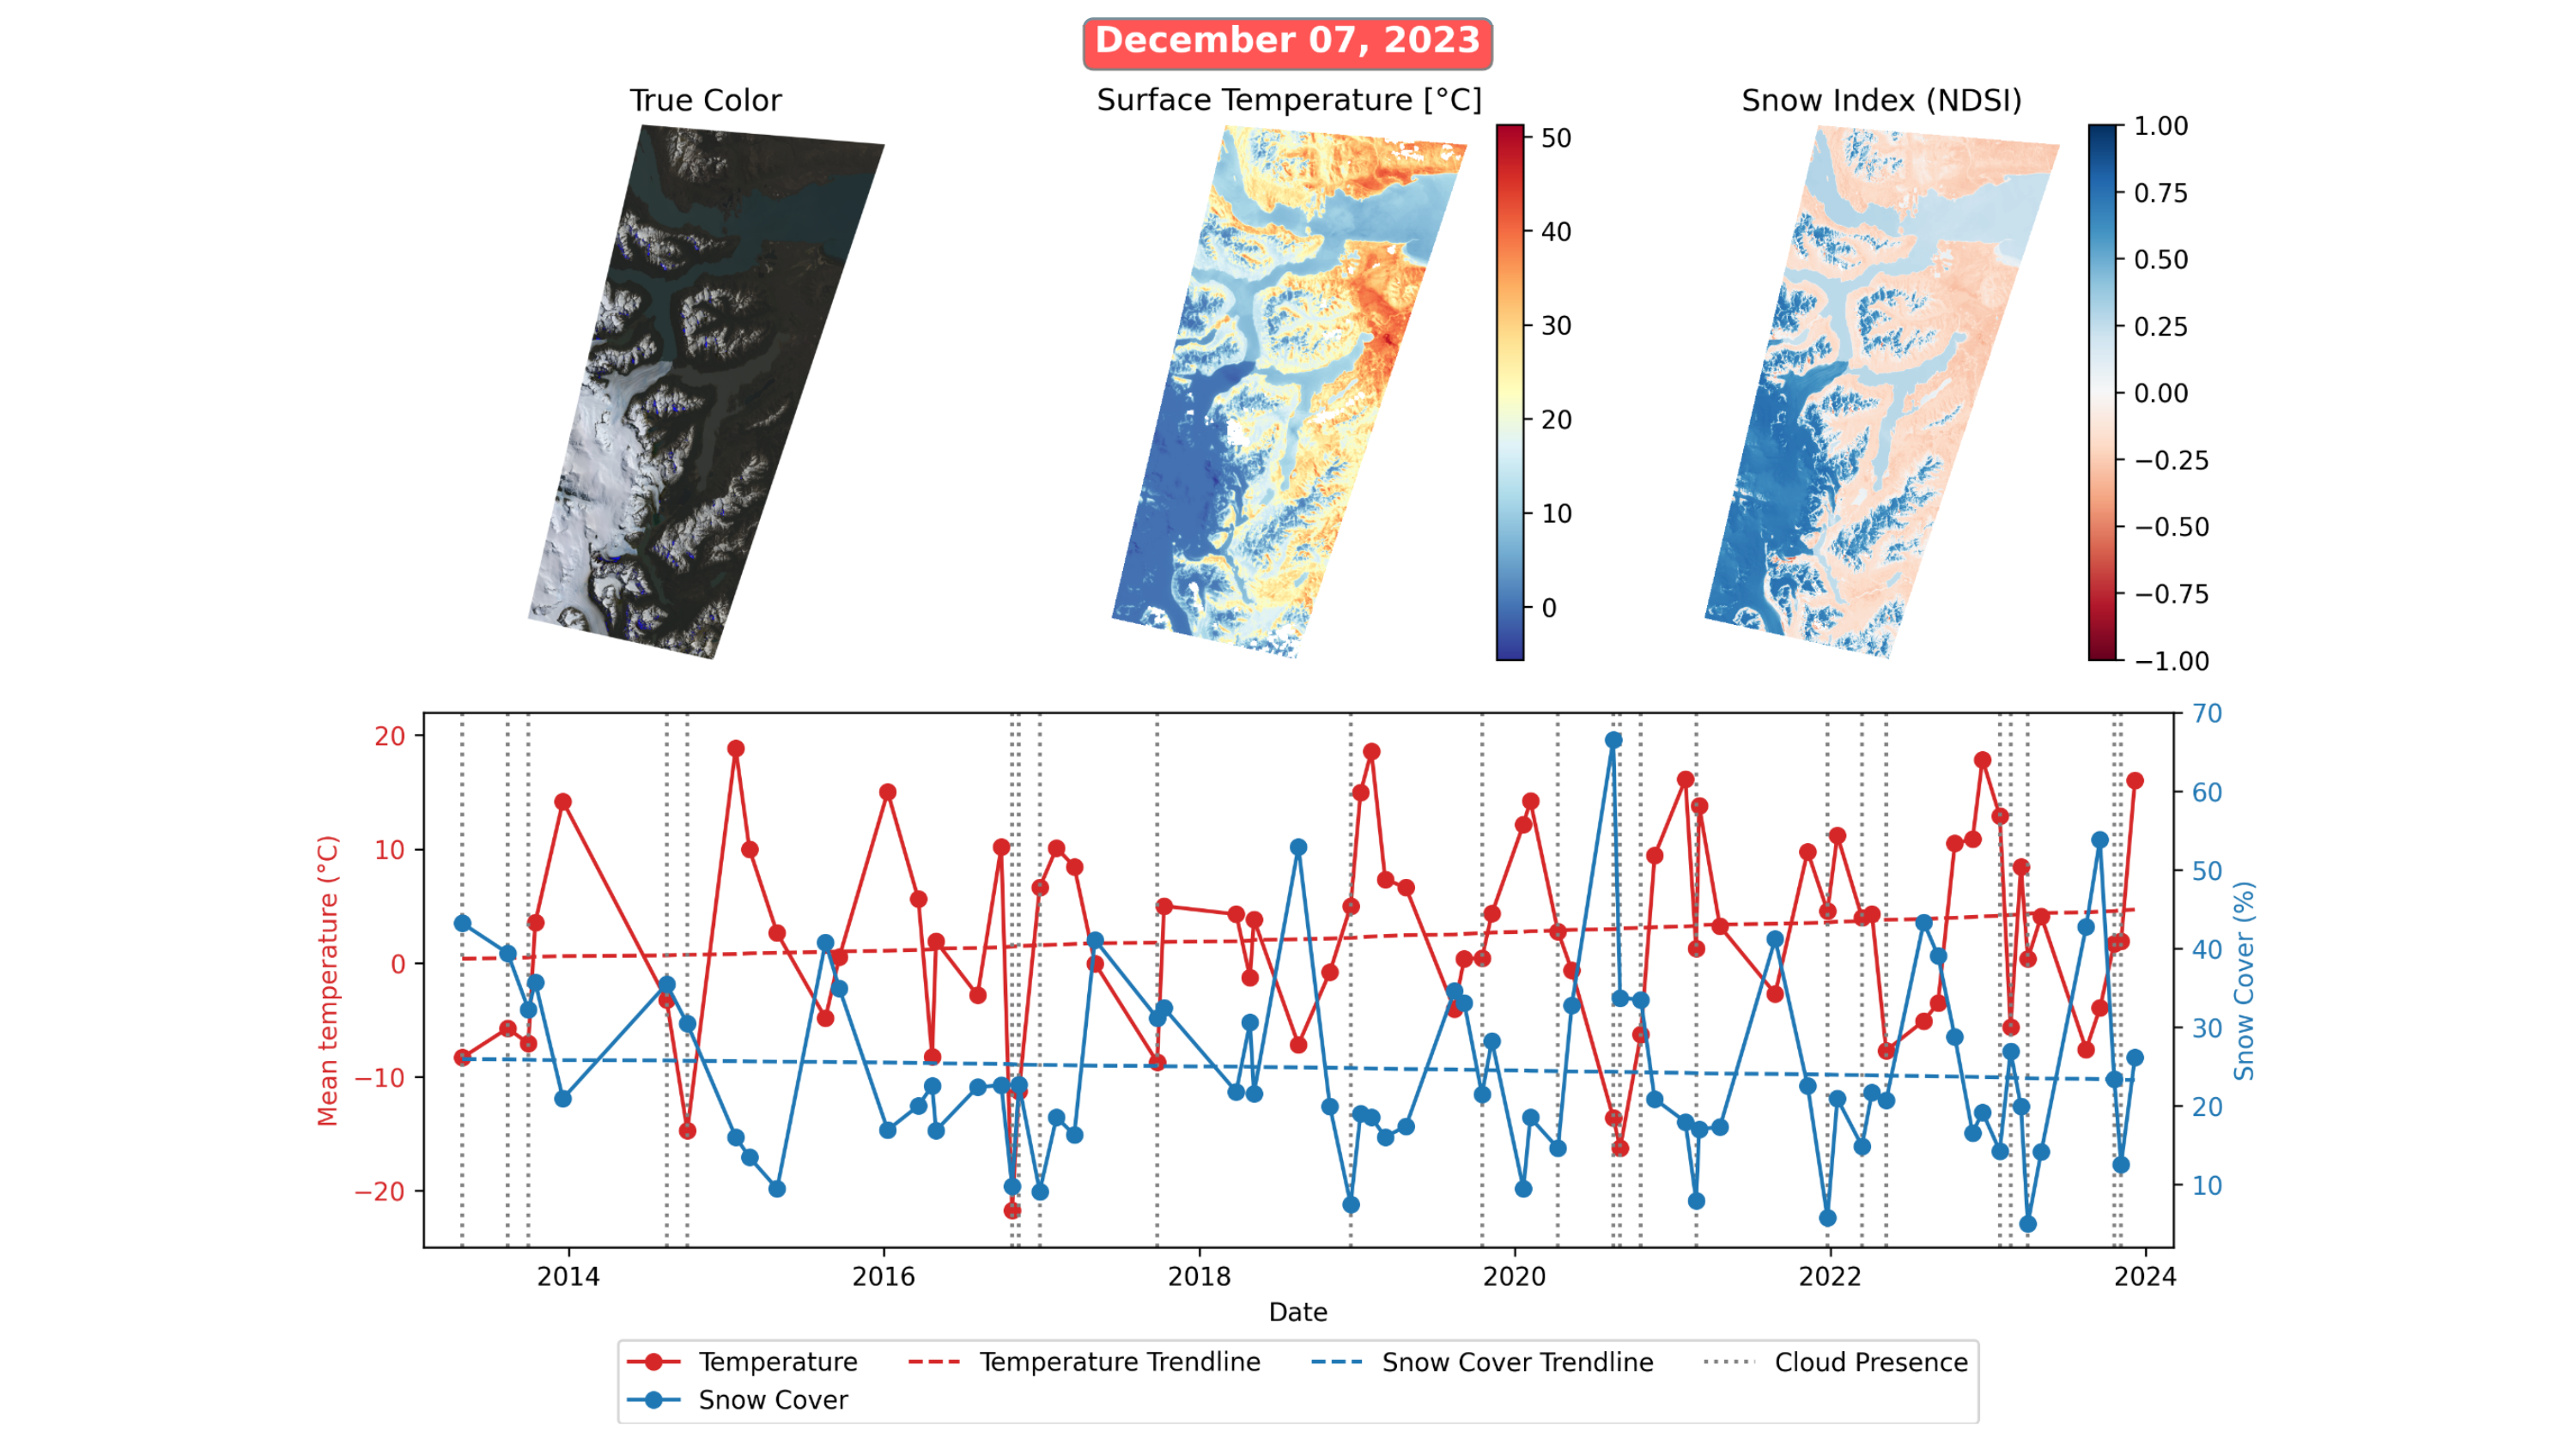 December 07, 2023
True Color
Surface Temperature [°C]
Snow Index (NDSI)
50
40
30
20
10
0
1.00
0.75
0.50
0.25
0.00
−0.25
−0.50
−0.75
−1.00
Mean temperature (°C)
20
10
0
−10
−20
70
60
50
40
30
20
10
Snow Cover (%)
2014 2016 2018 2020 2022 2024
Date
Temperature Temperature Trendline Snow Cover Trendline Cloud Presence
Snow Cover